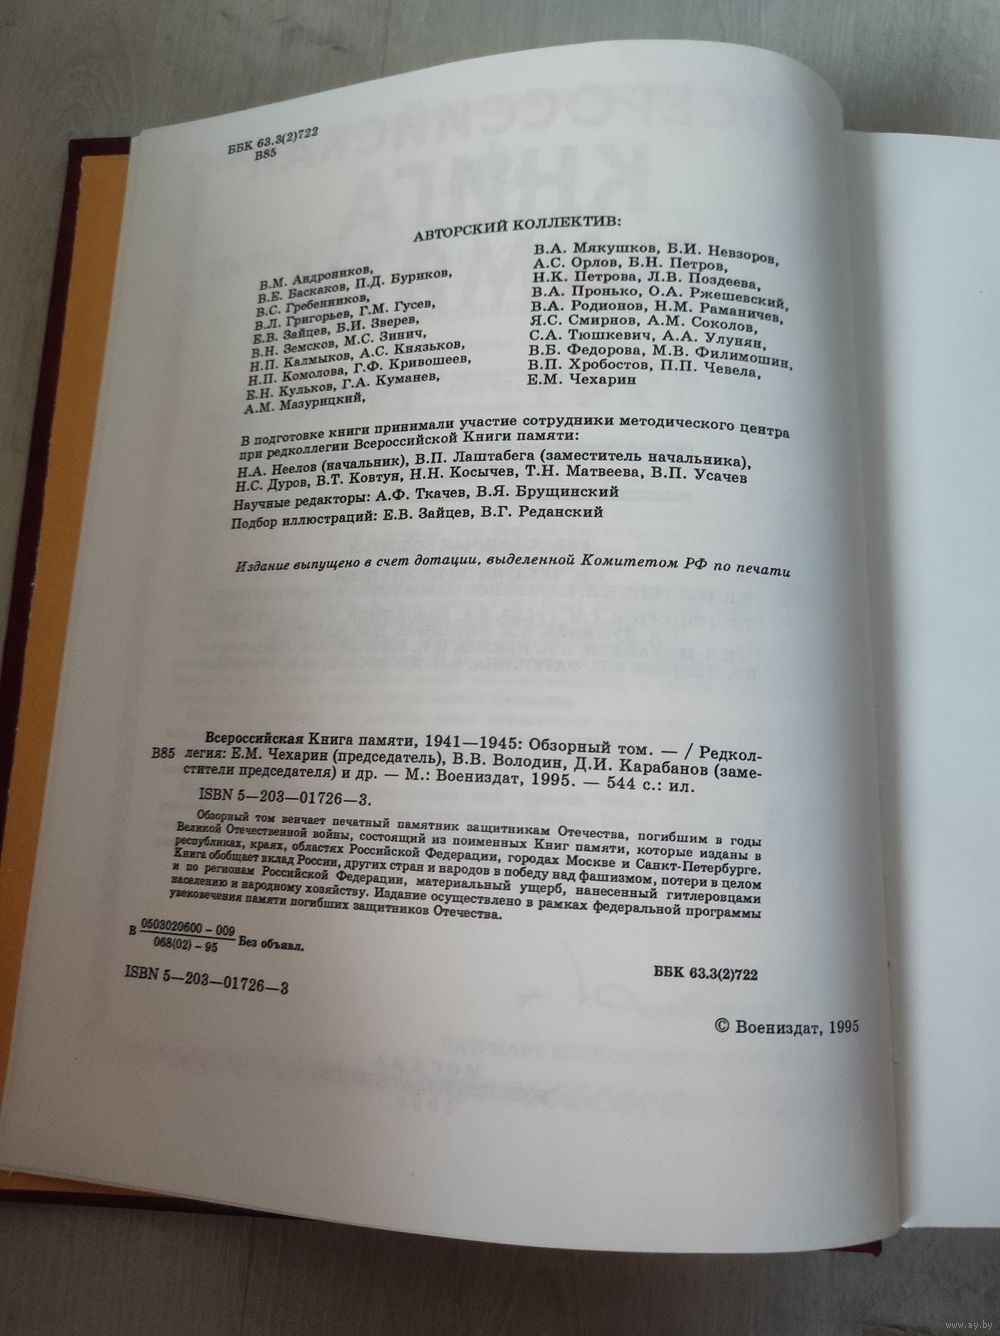 ББК 63.3(2)722
В85
АВТОРСКИЙ КОЛЛЕКТИВ:
В.М. Андроников,
В.Е. Баскаков, П.Д. Буриков,
В.С. Гребенников,
В.Л. Григорьев, Г.М. Гусев,
Е.В. Зайцев, Б.И. Зверев,
В.Н. Земсков, М.С. Зинич,
Н.П. Калмыков, А.С. Князьков,
Н.П. Комолова, Г.Ф. Кривошеев,
Е.Н. Кульков, Г.А. Куманев,
А.М. Мазурицкий,
В.А. Мякушков, Б.И. Невзоров,
А.С. Орлов, Б.Н. Петров,
Н.К. Петрова, Л.В. Поздеева,
В.А. Пронько, О.А. Ржешевский,
В.А. Родионов, Н.М. Раманичев,
Я.С. Смирнов, А.М. Соколов,
С.А. Тюшкевич, А.А. Улунян,
В.Б. Федорова, М.В. Филимошин,
В.П. Хробостов, П.П. Чевела,
Е.М. Чехарин
В подготовке книги принимали участие сотрудники методического центра
при редколлегии Всероссийской Книги памяти:
Н.А. Неелов (начальник), В.П. Лаштабега (заместитель начальника),
Н.С. Дуров, В.Т. Ковтун, Н.Н. Косычев, Т.Н. Матвеева, В.П. Усачев
Научные редакторы: А.Ф. Ткачев, В.Я. Брущинский
Подбор иллюстраций: Е.В. Зайцев, В.Г. Реданский
Издание выпущено в счет дотации, выделенной Комитетом РФ по печати
Всероссийская Книга памяти, 1941—1945: Обзорный том. — / Редкол-
В85 легия: Е.М. Чехарин (председатель), В.В. Володин, Д.И. Карабанов (заме-
стители председателя) и др. — М.: Воениздат, 1995. — 544 с.: ил.
ISBN 5—203—01726—3.
Обзорный том венчает печатный памятник защитникам Отечества, погибшим в годы
Великой Отечественной войны, состоящий из поименных Книг памяти, которые изданы в
республиках, краях, областях Российской Федерации, городах Москве и Санкт-Петербурге.
Книга обобщает вклад России, других стран и народов в победу над фашизмом, потери в целом
и по регионам Российской Федерации, материальный ущерб, нанесенный гитлеровцами
населению и народному хозяйству. Издание осуществлено в рамках федеральной программы
увековечения памяти погибших защитников Отечества.
В 0503020600 – 009
068(02) – 95 Без объявл.
ISBN 5—203—01726—3
ББК 63.3(2)722
© Воениздат, 1995
www.ay.by